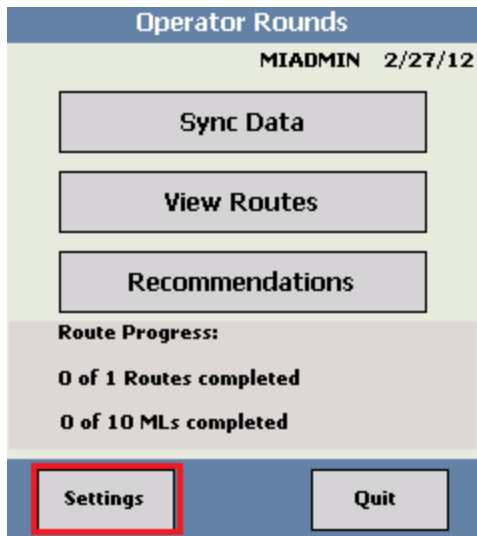 Operator Rounds
MIADMIN 2/27/12
Sync Data
View Routes
Recommendations
Route Progress:
0 of 1 Routes completed
0 of 10 MLs completed
Settings Quit